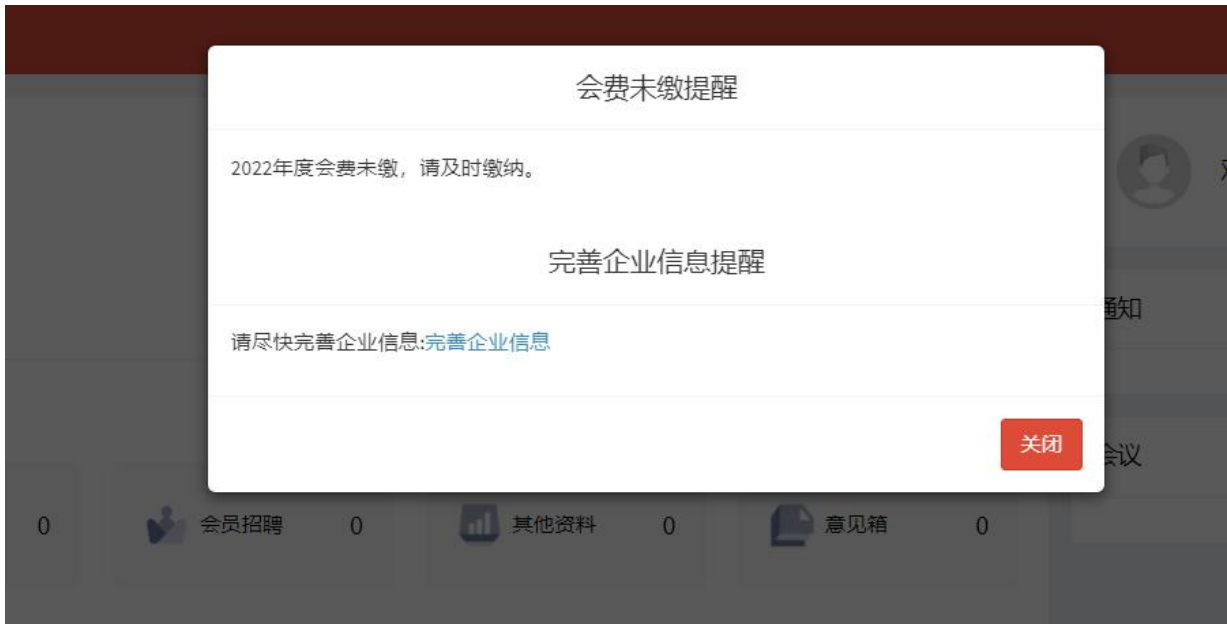 会费未缴提醒
2022年度会费未缴，请及时缴纳。
完善企业信息提醒
通知
请尽快完善企业信息:完善企业信息
关闭
会议
0
会员招聘
0
其他资料
0
意见箱
0